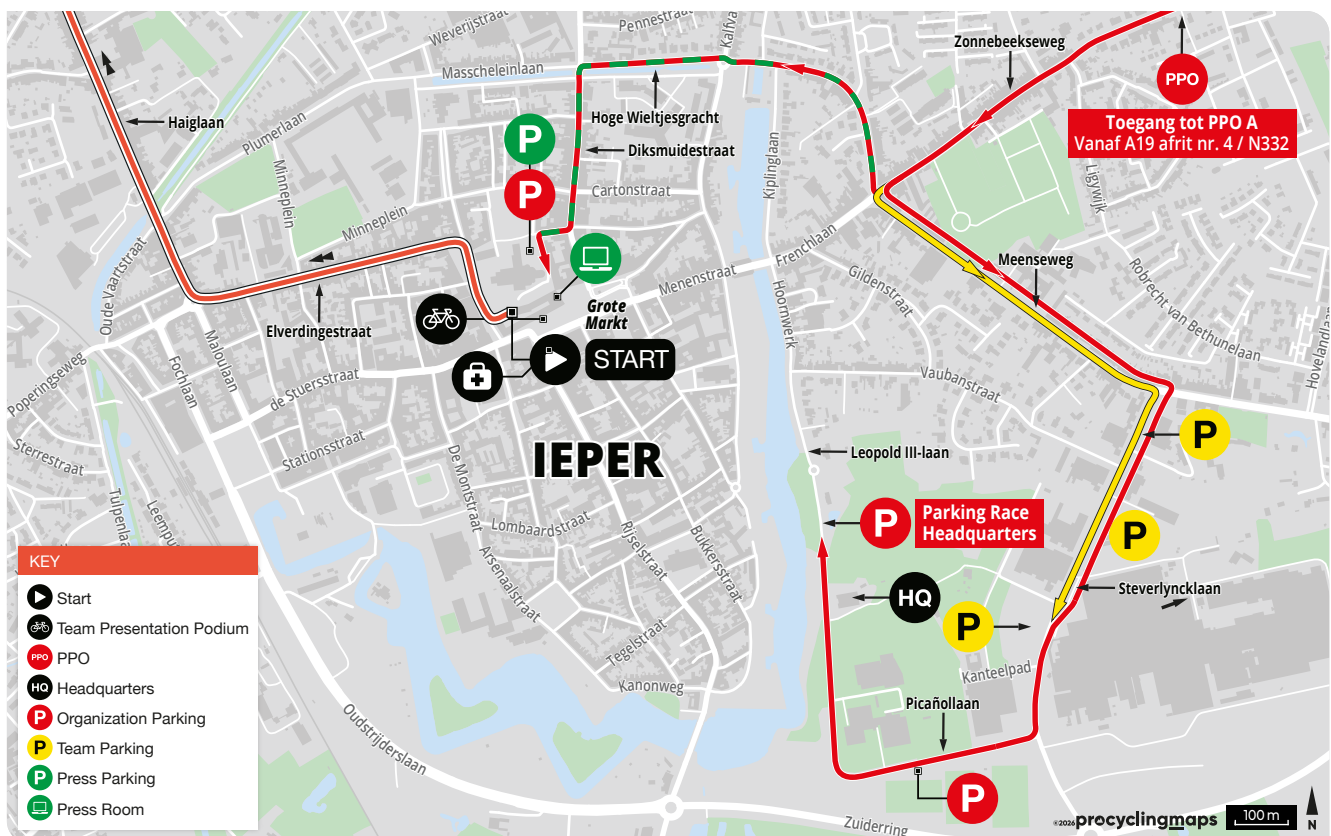 Weverijstraat
Pennestraat
Kalfva
Zonnebeekseweg
PPO
Masscheleinlaan
Toegang tot PPO A
Vanaf A19 afrit nr. 4 / N332
Haiglaan
Plumerlaan
P
Hoge Wieltjesgracht
Diksmuidestraat
Kiplinglaan
Ligywijk
Minneplein
P
Cartonstraat
Minneplein
Frenchlaan
Meenseweg
Oude Vaartstraat
Menenstraat
Gildenstraat
Robrecht van Bethunelaan
Hoornwerk
Grote
Markt
Elverdingestraat
START
Maloulaan
Fochlaan
Poperingseweg
de Stuersstraat
Vaubanstraat
Hovelandlaan
P
IEPER
Leopold III-laan
Sterrestraat
Stationsstraat
De Montstraat
Tulpenlaa
Leempu
Lombaardstraat
Rijselstraat
Bukkersstraat
P
Parking Race
Headquarters
P
Arsenaalstraat
Steverlyncklaan
HQ
P
Tegelstraat
Kanonweg
Kanteelpad
Picañollaan
Oudstrijderslaan
P
Zuiderring
KEY
Start
Team Presentation Podium
PPO PPO
HQ Headquarters
P Organization Parking
P Team Parking
P Press Parking
Press Room
©2026 procyclingmaps
100 m
N